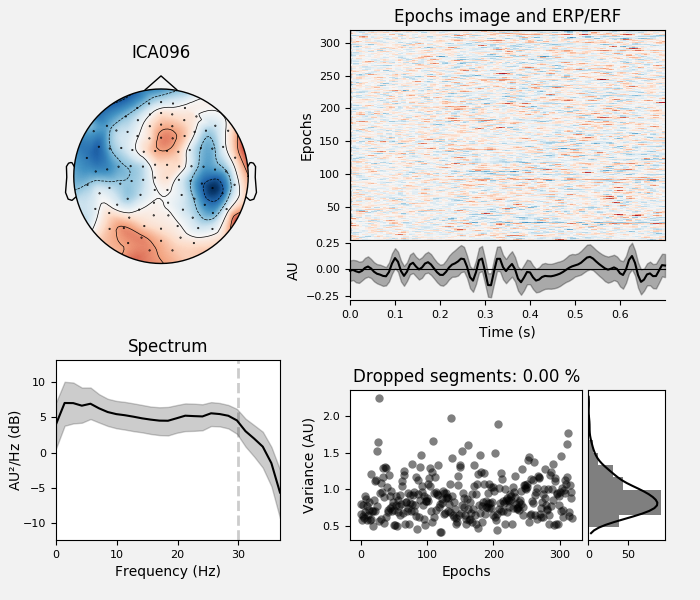 ICA096
Epochs image and ERP/ERF
Epochs
300
250
200
150
100
50
AU
0.25
0.00
−0.25
0.0 0.1 0.2 0.3 0.4 0.5 0.6
Time (s)
Spectrum
AU²/Hz (dB)
10
5
0
−5
−10
0 10 20 30
Frequency (Hz)
Dropped segments: 0.00 %
Variance (AU)
2.0
1.5
1.0
0.5
0 100 200 300
Epochs
0 50